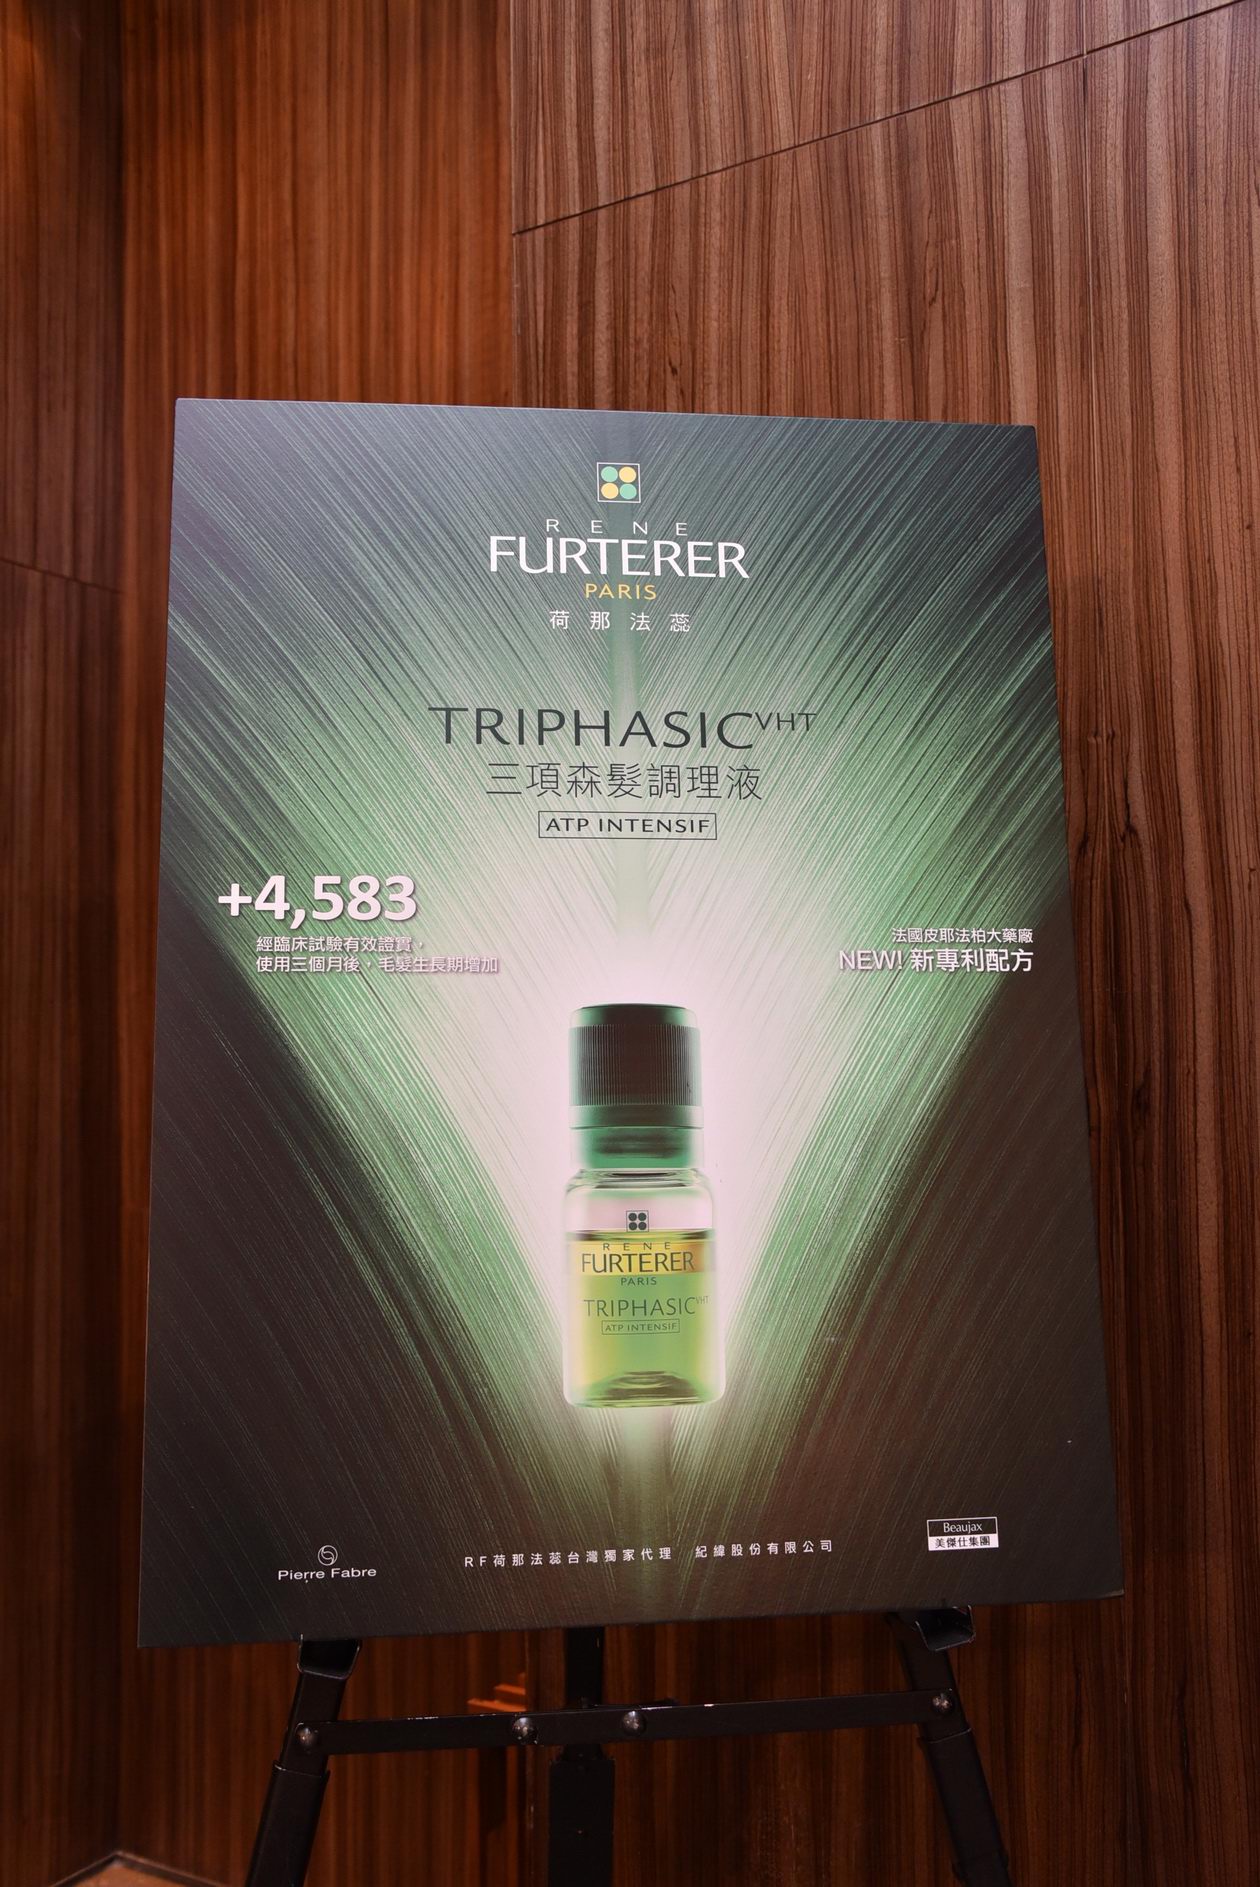 RENE
FURTERER
PARIS
荷那法蕊
TRIPHASIC VHT
三項森髮調理液
ATP INTENSIF
+4,583
經臨床試驗有效證實，
使用三個月後，毛髮生長期增加
法國皮耶法柏大藥廠
NEW! 新專利配方
RENE
FURTERER
PARIS
TRIPHASIC VHT
ATP INTENSIF
Pierre Fabre
RF荷那法蕊台灣獨家代理 紀緯股份有限公司
Beaujax
美傑仕集團